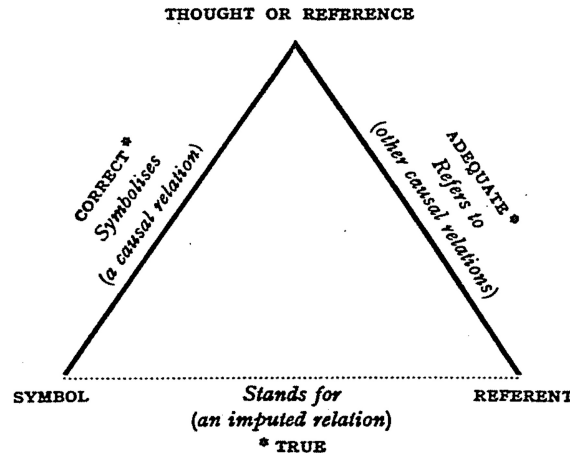 THOUGHT OR REFERENCE
CORRECT*
Symbolises
(a causal relation)
ADEQUATE*
Refers to
(other causal relations)
SYMBOL
Stands for
(an imputed relation)
* TRUE
REFERENT